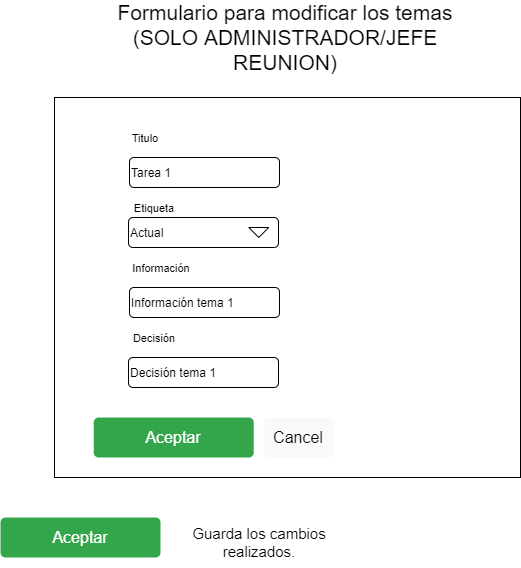 Formulario para modificar los temas
(SOLO ADMINISTRADOR/JEFE
REUNION)
Titulo
Tarea 1
Etiqueta
Actual
Información
Información tema 1
Decisión
Decisión tema 1
Aceptar
Cancel
Aceptar
Guarda los cambios
realizados.